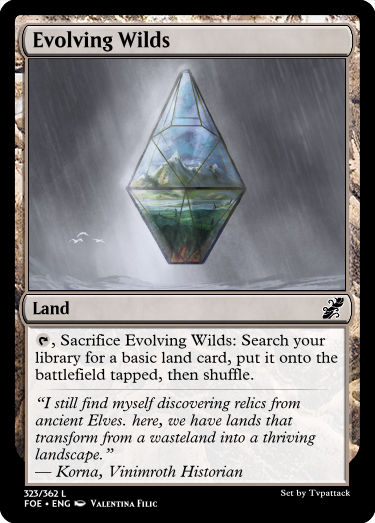 Evolving Wilds
Land
, Sacrifice Evolving Wilds: Search your
library for a basic land card, put it onto the
battlefield tapped, then shuffle.
“I still find myself discovering relics from
ancient Elves. here, we have lands that
transform from a wasteland into a thriving
landscape.”
— Korna, Vinimroth Historian
323/362 L
FOE • ENG Valentina Filic
Set by Tvpattack